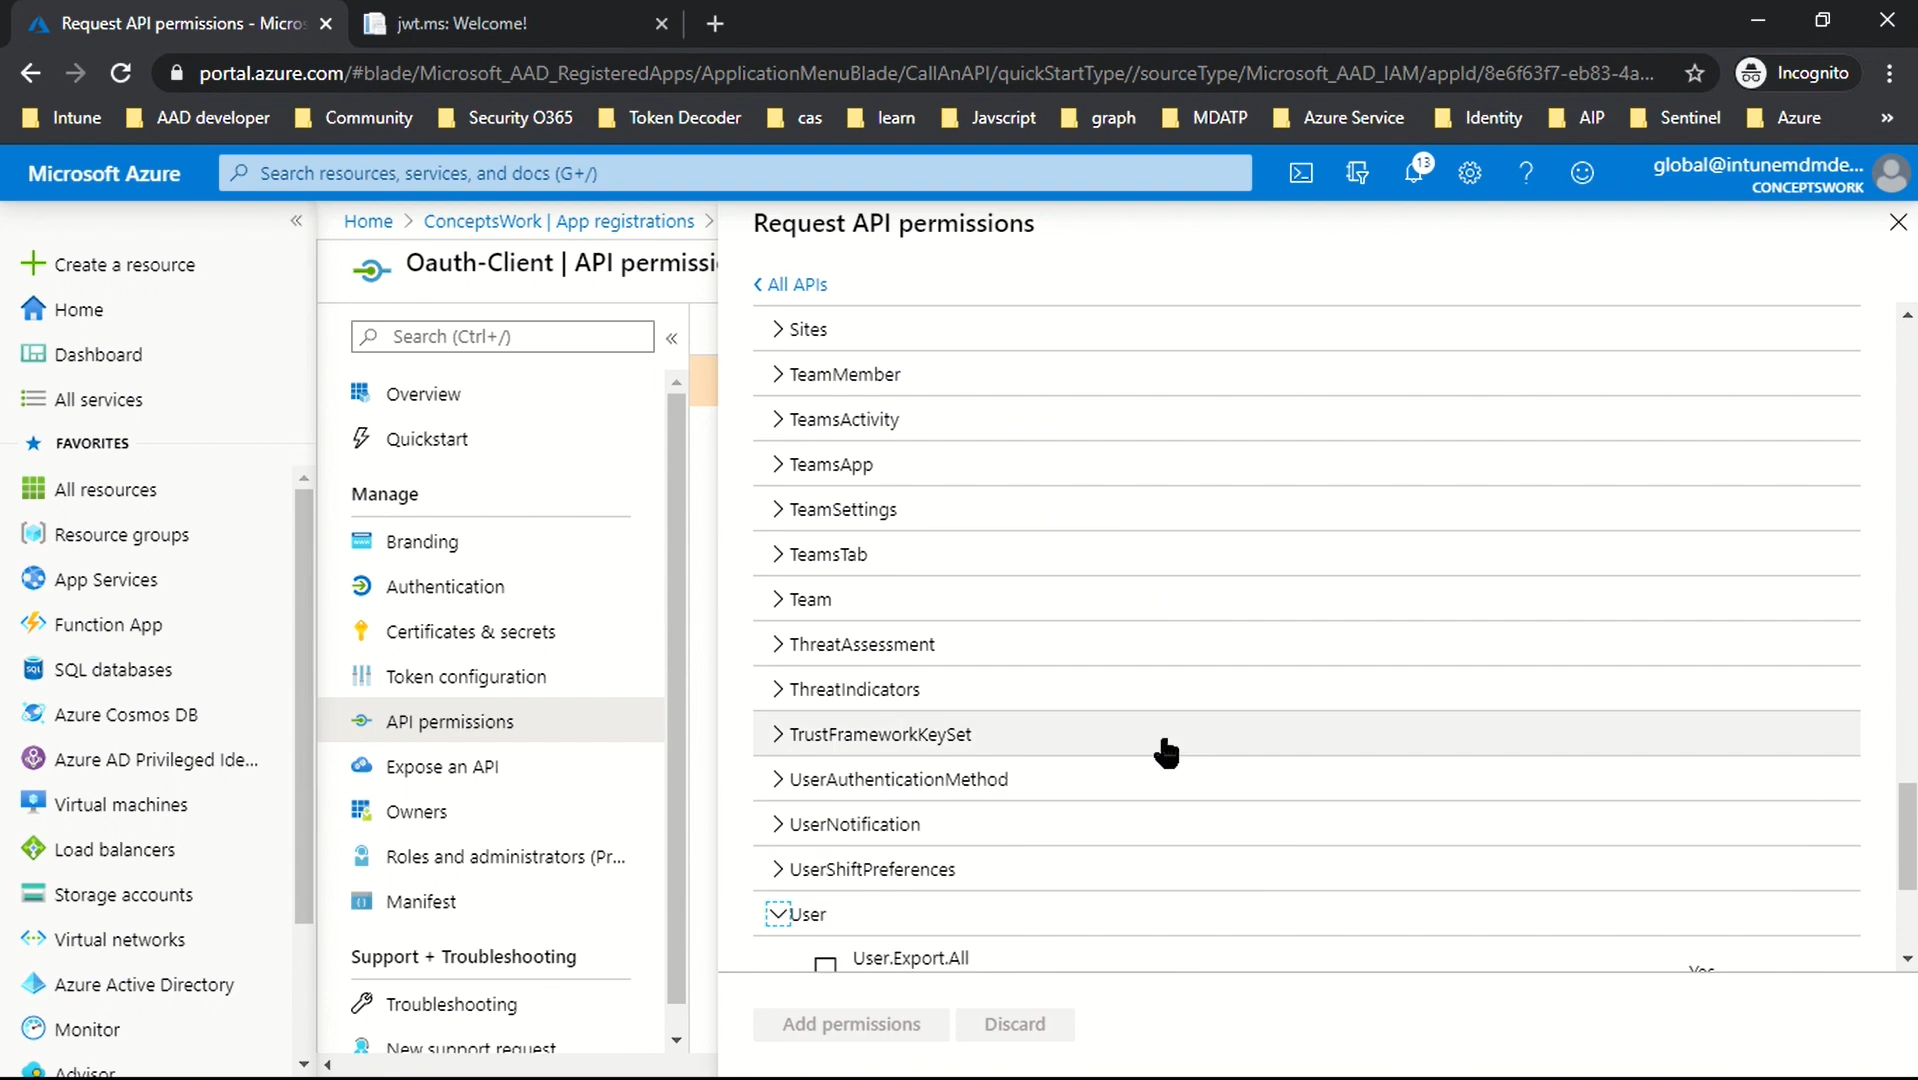 Request API permissions - Micros
jwt.ms: Welcome!
portal.azure.com/#blade/Microsoft_AAD_RegisteredApps/ApplicationMenuBlade/CallAnAPI/quickStartType//sourceType/Microsoft_AAD_IAM/appId/8e6f63f7-eb83-4a...
Incognito
Intune
AAD developer
Community
Security O365
Token Decoder
cas
learn
Javscript
graph
MDATP
Azure Service
Identity
AIP
Sentinel
Azure
»
Microsoft Azure
Search resources, services, and docs (G+/)
13
global@intunemdmde...
CONCEPTSWORK
Create a resource
Home
Dashboard
All services
FAVORITES
All resources
Resource groups
App Services
Function App
SQL databases
Azure Cosmos DB
Azure AD Privileged Ide...
Virtual machines
Load balancers
Storage accounts
Virtual networks
Azure Active Directory
Monitor
Advisor
Home > ConceptsWork | App registrations >
Oauth-Client | API permissi
Search (Ctrl+/)
Overview
Quickstart
Manage
Branding
Authentication
Certificates & secrets
Token configuration
API permissions
Expose an API
Owners
Roles and administrators (Pr...
Manifest
Support + Troubleshooting
Troubleshooting
New support request
Request API permissions
All APIs
Sites
TeamMember
TeamsActivity
TeamsApp
TeamSettings
TeamsTab
Team
ThreatAssessment
ThreatIndicators
TrustFrameworkKeySet
UserAuthenticationMethod
UserNotification
UserShiftPreferences
User
User.Export.All
Yes
Add permissions
Discard